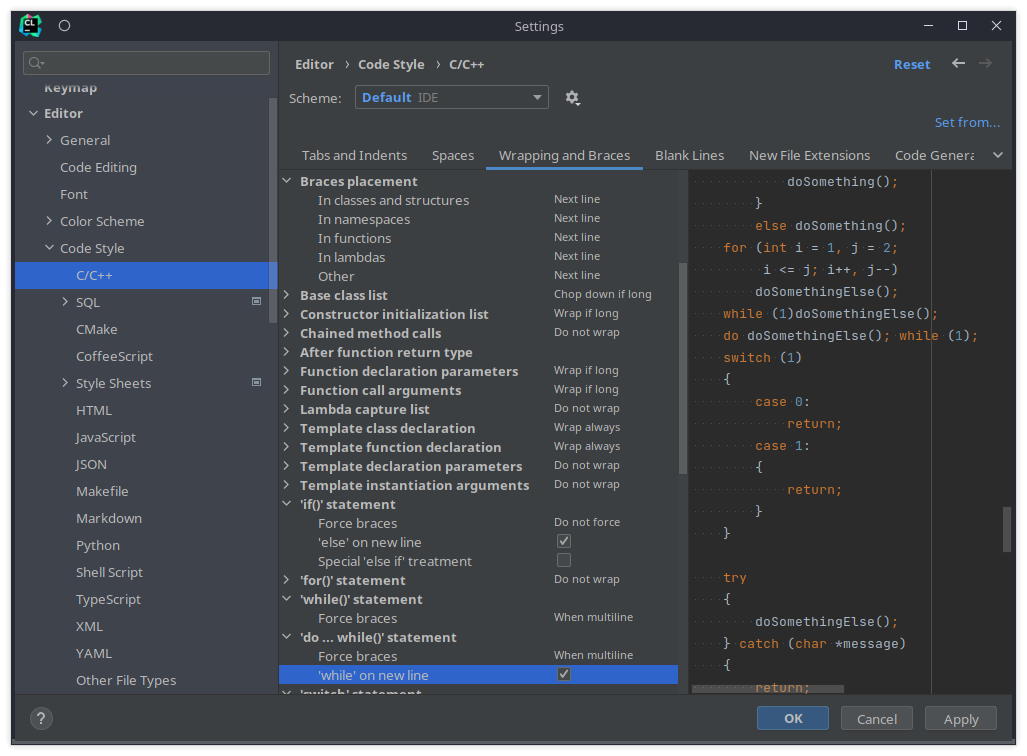 CL
Settings
Keymap
Editor
General
Code Editing
Font
Color Scheme
Code Style
C/C++
SQL
CMake
CoffeeScript
Style Sheets
HTML
JavaScript
JSON
Makefile
Markdown
Python
Shell Script
TypeScript
XML
YAML
Other File Types
Editor › Code Style › C/C++
Reset
Scheme: Default IDE
Set from...
Tabs and Indents Spaces Wrapping and Braces Blank Lines New File Extensions Code Genera
Braces placement
In classes and structures Next line
In namespaces Next line
In functions Next line
In lambdas Next line
Other Next line
Base class list Chop down if long
Constructor initialization list Wrap if long
Chained method calls Do not wrap
After function return type
Function declaration parameters Wrap if long
Function call arguments Wrap if long
Lambda capture list Do not wrap
Template class declaration Wrap always
Template function declaration Wrap always
Template declaration parameters Do not wrap
Template instantiation arguments Do not wrap
'if()' statement
Force braces Do not force
'else' on new line
Special 'else if' treatment
'for()' statement Do not wrap
'while()' statement
Force braces When multiline
'do ... while()' statement
Force braces When multiline
'while' on new line
'switch' statement
doSomething();
}
else doSomething();
for (int i = 1, j = 2;
i <= j; i++, j--)
doSomethingElse();
while (1)doSomethingElse();
do doSomethingElse(); while (1);
switch (1)
{
case 0:
return;
case 1:
{
return;
}
}
try
{
doSomethingElse();
} catch (char *message)
{
return;
?
OK Cancel Apply